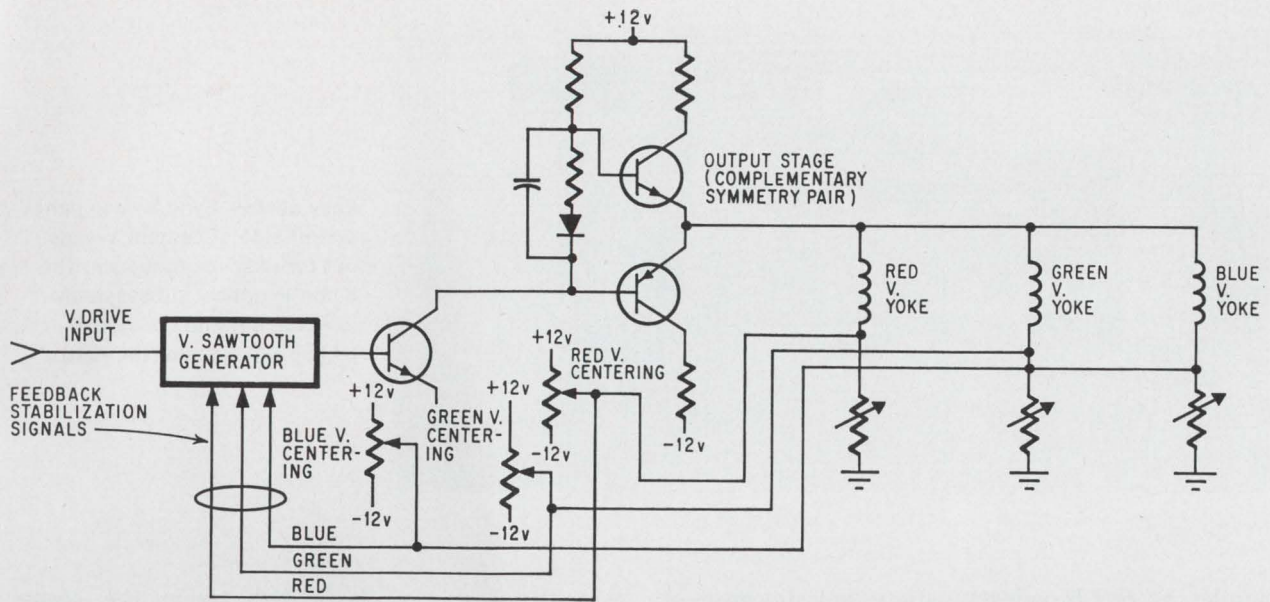 +12v
OUTPUT STAGE
(COMPLEMENTARY
SYMMETRY PAIR)
RED
V.
YOKE
GREEN
V.
YOKE
BLUE
V.
YOKE
V. DRIVE
INPUT
V. SAWTOOTH
GENERATOR
FEEDBACK
STABILIZATION
SIGNALS
+12v
BLUE V.
CENTER-
ING
-12v
+12v
GREEN V.
CENTER-
ING
-12v
+12v
RED V.
CENTERING
-12v
-12v
BLUE
GREEN
RED